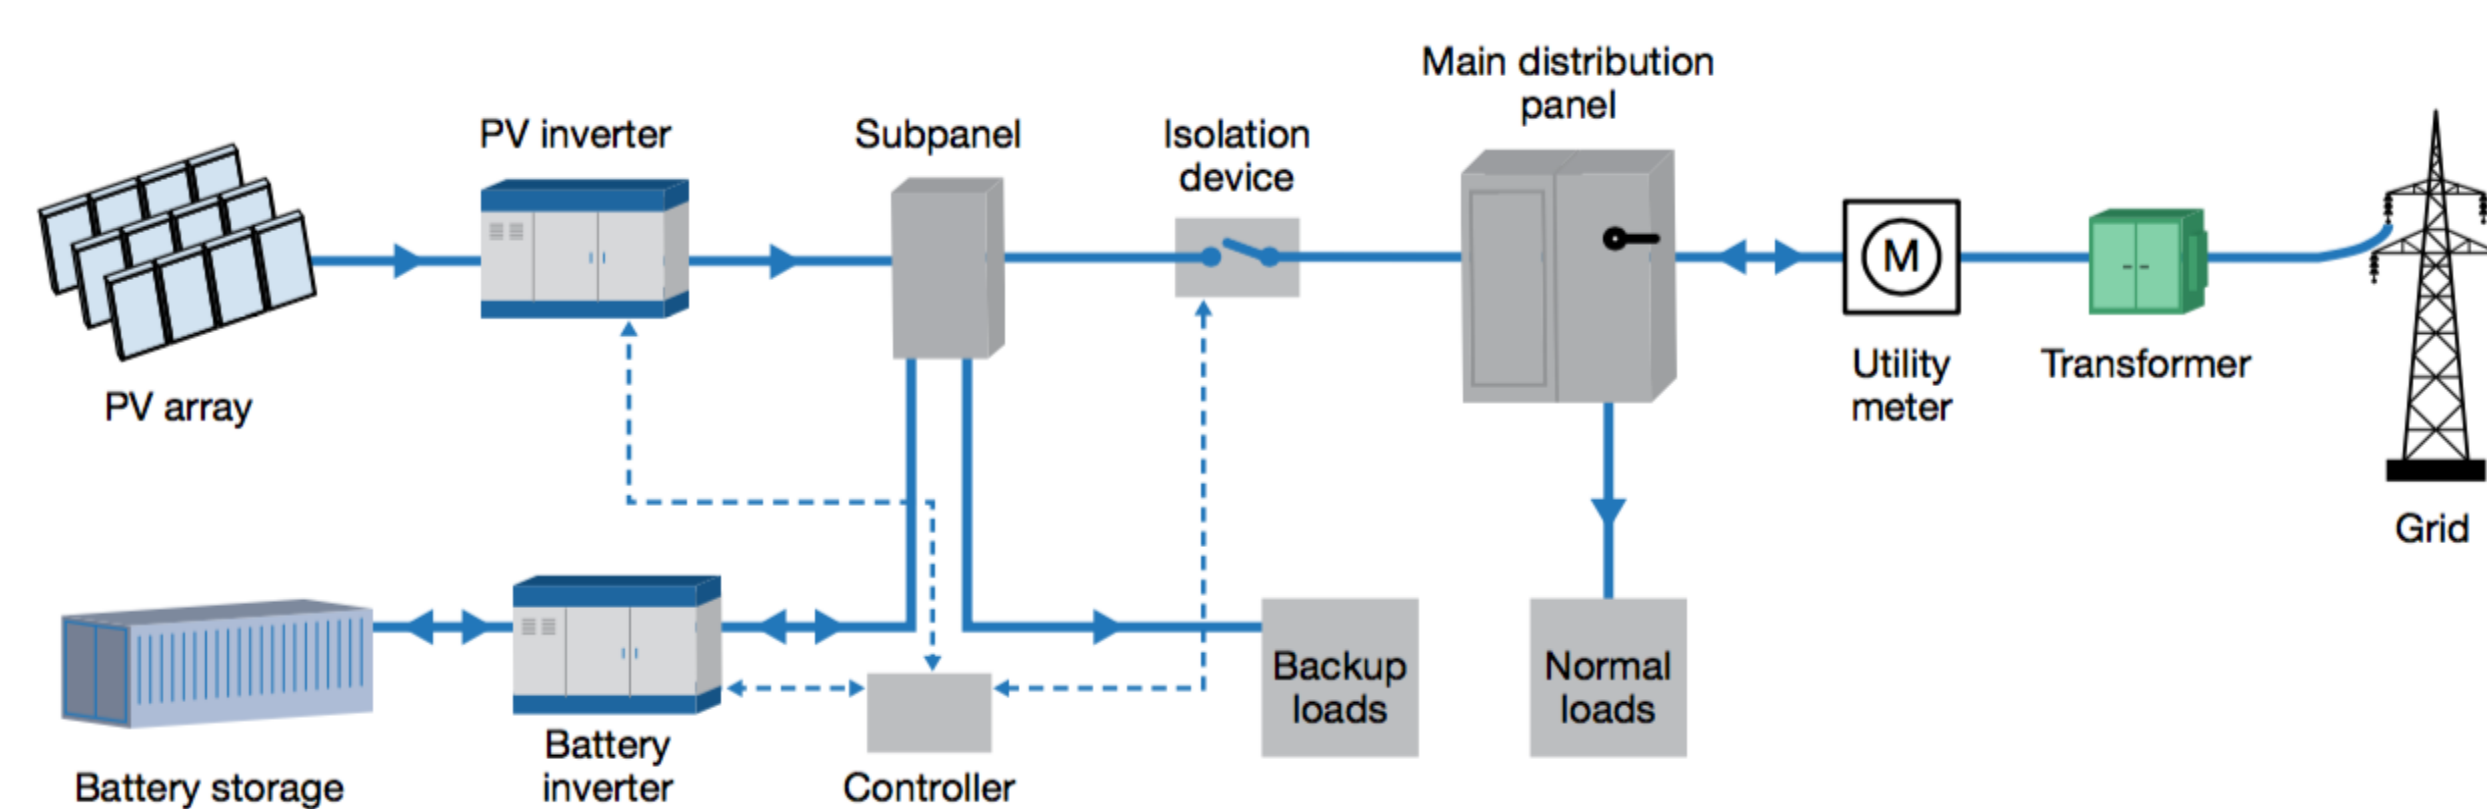 Main distribution
panel
PV inverter
Subpanel
Isolation
device
M
PV array
Utility
meter
Transformer
Grid
Backup
loads
Normal
loads
Battery storage
Battery
inverter
Controller